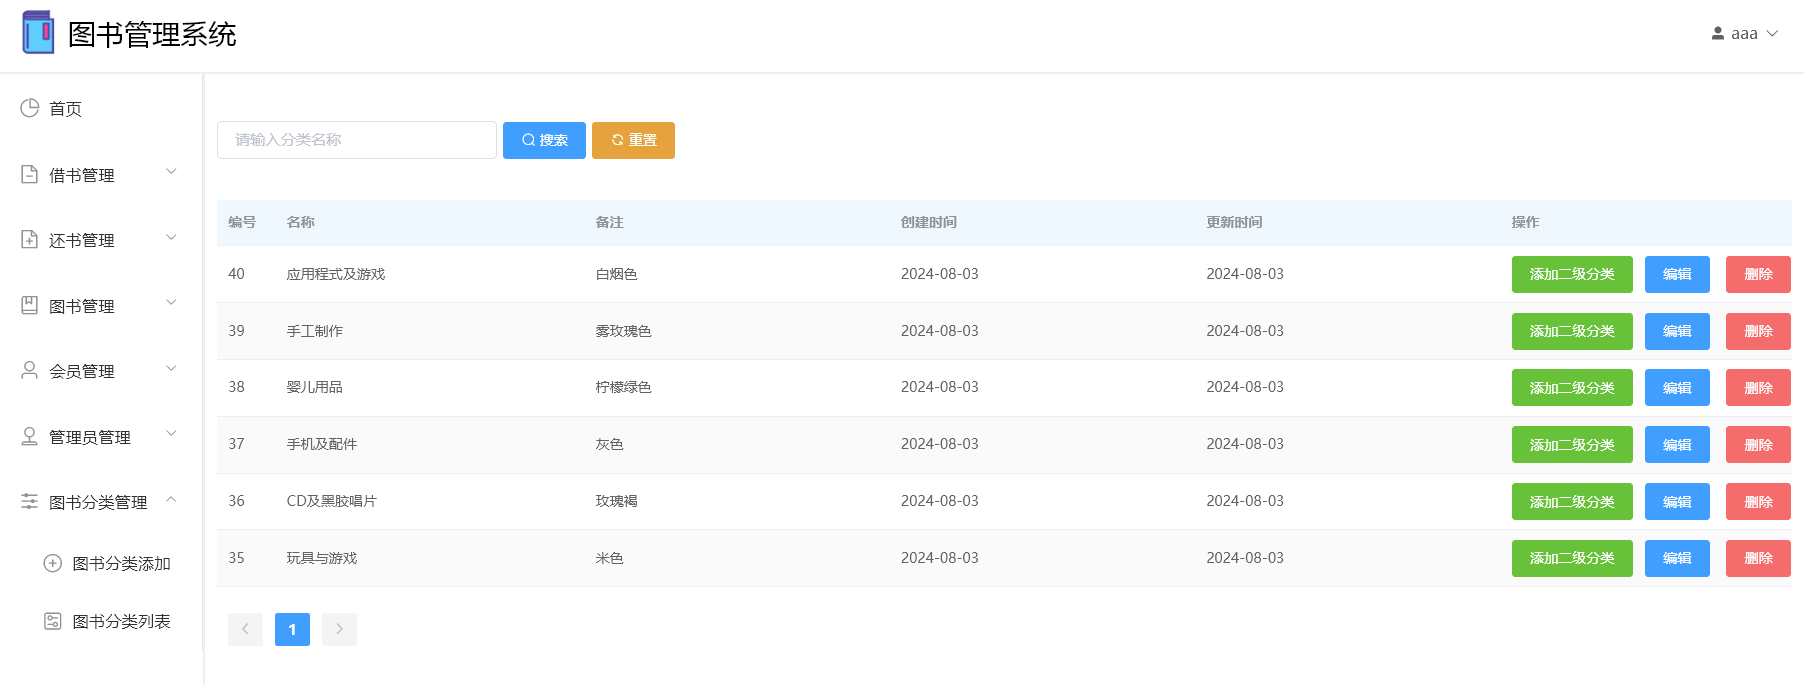 图书管理系统
aaa
首页
借书管理
还书管理
图书管理
会员管理
管理员管理
图书分类管理
图书分类添加
图书分类列表
请输入分类名称 搜索 重置
编号 名称 备注 创建时间 更新时间 操作
40 应用程式及游戏 白烟色 2024-08-03 2024-08-03 添加二级分类 编辑 删除
39 手工制作 雾玫瑰色 2024-08-03 2024-08-03 添加二级分类 编辑 删除
38 婴儿用品 柠檬绿色 2024-08-03 2024-08-03 添加二级分类 编辑 删除
37 手机及配件 灰色 2024-08-03 2024-08-03 添加二级分类 编辑 删除
36 CD及黑胶唱片 玫瑰褐 2024-08-03 2024-08-03 添加二级分类 编辑 删除
35 玩具与游戏 米色 2024-08-03 2024-08-03 添加二级分类 编辑 删除
1